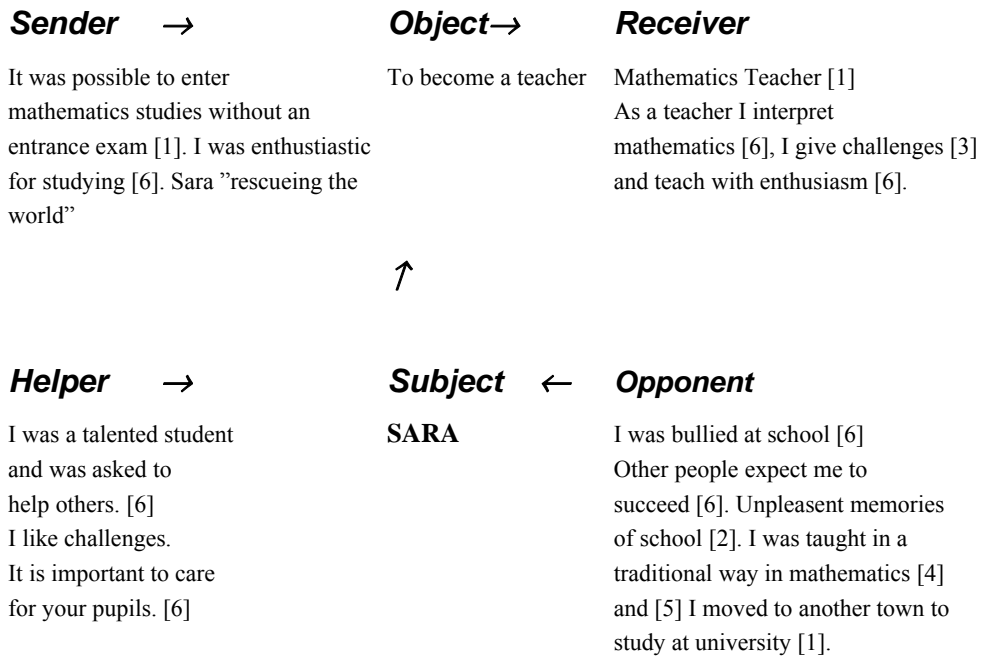 Sender → Object→ Receiver
It was possible to enter
mathematics studies without an
entrance exam [1]. I was enthustiastic
for studying [6]. Sara ”rescueing the
world”
To become a teacher
Mathematics Teacher [1]
As a teacher I interpret
mathematics [6], I give challenges [3]
and teach with enthusiasm [6].
↑
Helper → Subject ← Opponent
I was a talented student
and was asked to
help others. [6]
I like challenges.
It is important to care
for your pupils. [6]
SARA
I was bullied at school [6]
Other people expect me to
succeed [6]. Unpleasent memories
of school [2]. I was taught in a
traditional way in mathematics [4]
and [5] I moved to another town to
study at university [1].